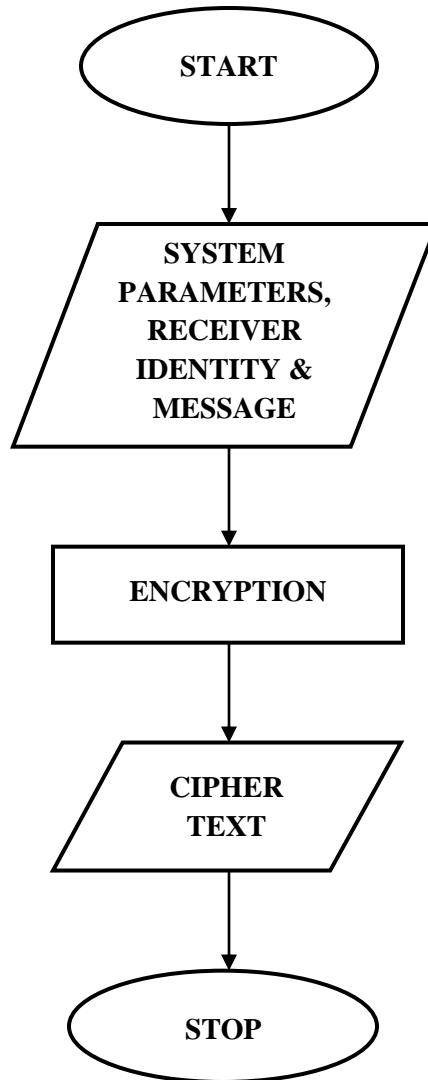 START
SYSTEM
PARAMETERS,
RECEIVER
IDENTITY &
MESSAGE
ENCRYPTION
CIPHER
TEXT
STOP